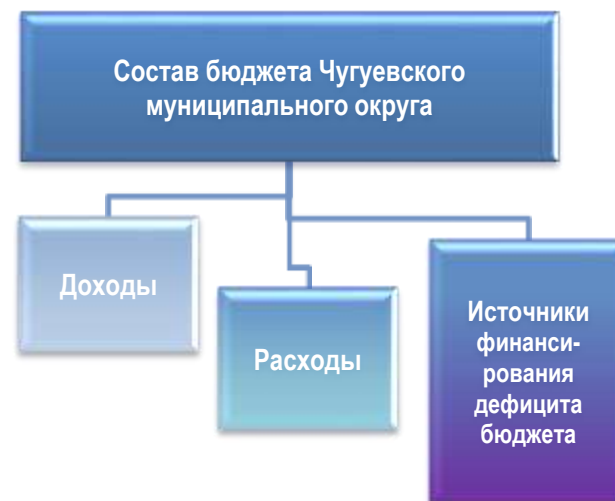 Состав бюджета Чугуевского
муниципального округа
Доходы
Расходы
Источники
финанси-
рования
дефицита
бюджета